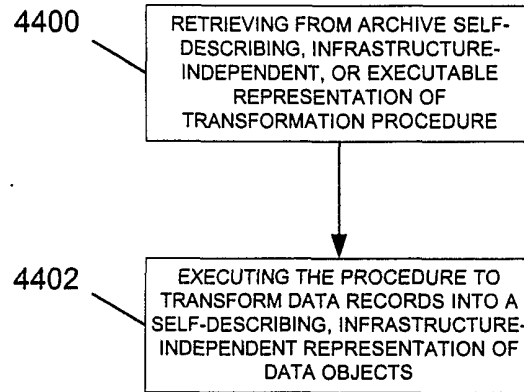 4400
RETRIEVING FROM ARCHIVE SELF-
DESCRIBING, INFRASTRUCTURE-
INDEPENDENT, OR EXECUTABLE
REPRESENTATION OF
TRANSFORMATION PROCEDURE
4402
EXECUTING THE PROCEDURE TO
TRANSFORM DATA RECORDS INTO A
SELF-DESCRIBING, INFRASTRUCTURE-
INDEPENDENT REPRESENTATION OF
DATA OBJECTS